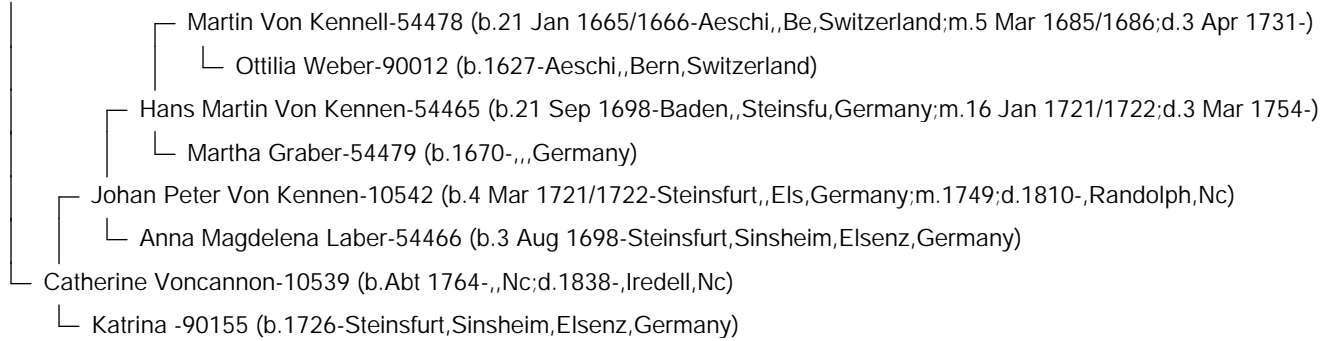 Martin Von Kennell-54478 (b.21 Jan 1665/1666-Aeschi,,Be,Switzerland;m.5 Mar 1685/1686;d.3 Apr 1731-)
Ottilia Weber-90012 (b.1627-Aeschi,,Bern,Switzerland)
Hans Martin Von Kennen-54465 (b.21 Sep 1698-Baden,,Steinsfu,Germany;m.16 Jan 1721/1722;d.3 Mar 1754-)
Martha Graber-54479 (b.1670-,,,Germany)
Johan Peter Von Kennen-10542 (b.4 Mar 1721/1722-Steinsfurt,,Els,Germany;m.1749;d.1810-,Randolph,Nc)
Anna Magdelena Laber-54466 (b.3 Aug 1698-Steinsfurt,Sinsheim,Elsenz,Germany)
Catherine Voncannon-10539 (b.Abt 1764-,,Nc;d.1838-,Iredell,Nc)
Katrina -90155 (b.1726-Steinsfurt,Sinsheim,Elsenz,Germany)